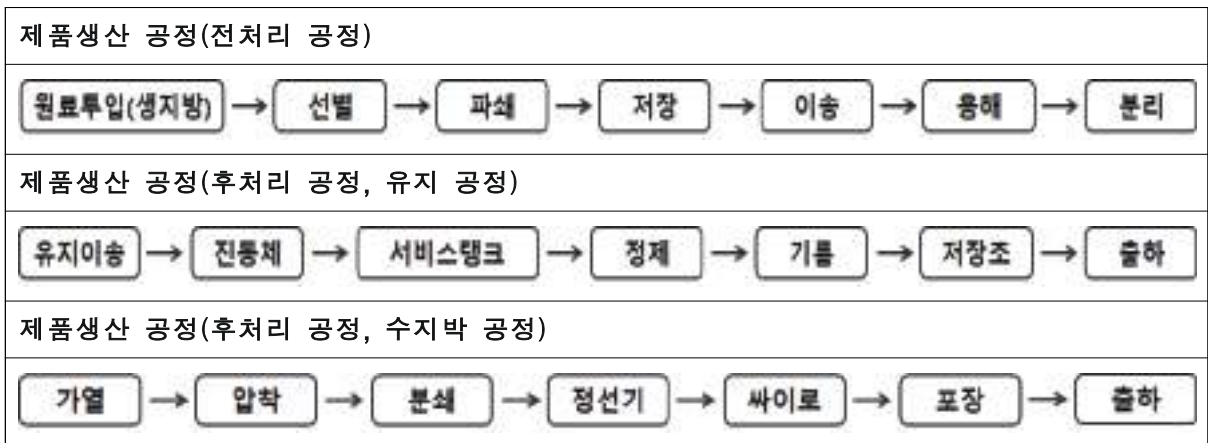 제품생산 공정(전처리 공정)
원료투입(생지방) → 선별 → 파쇄 → 저장 → 이송 → 용해 → 분리
제품생산 공정(후처리 공정, 유지 공정)
유지이송 → 진동체 → 서비스탱크 → 정제 → 기름 → 저장조 → 출하
제품생산 공정(후처리 공정, 수지박 공정)
가열 → 압착 → 분쇄 → 정선기 → 싸이로 → 포장 → 출하